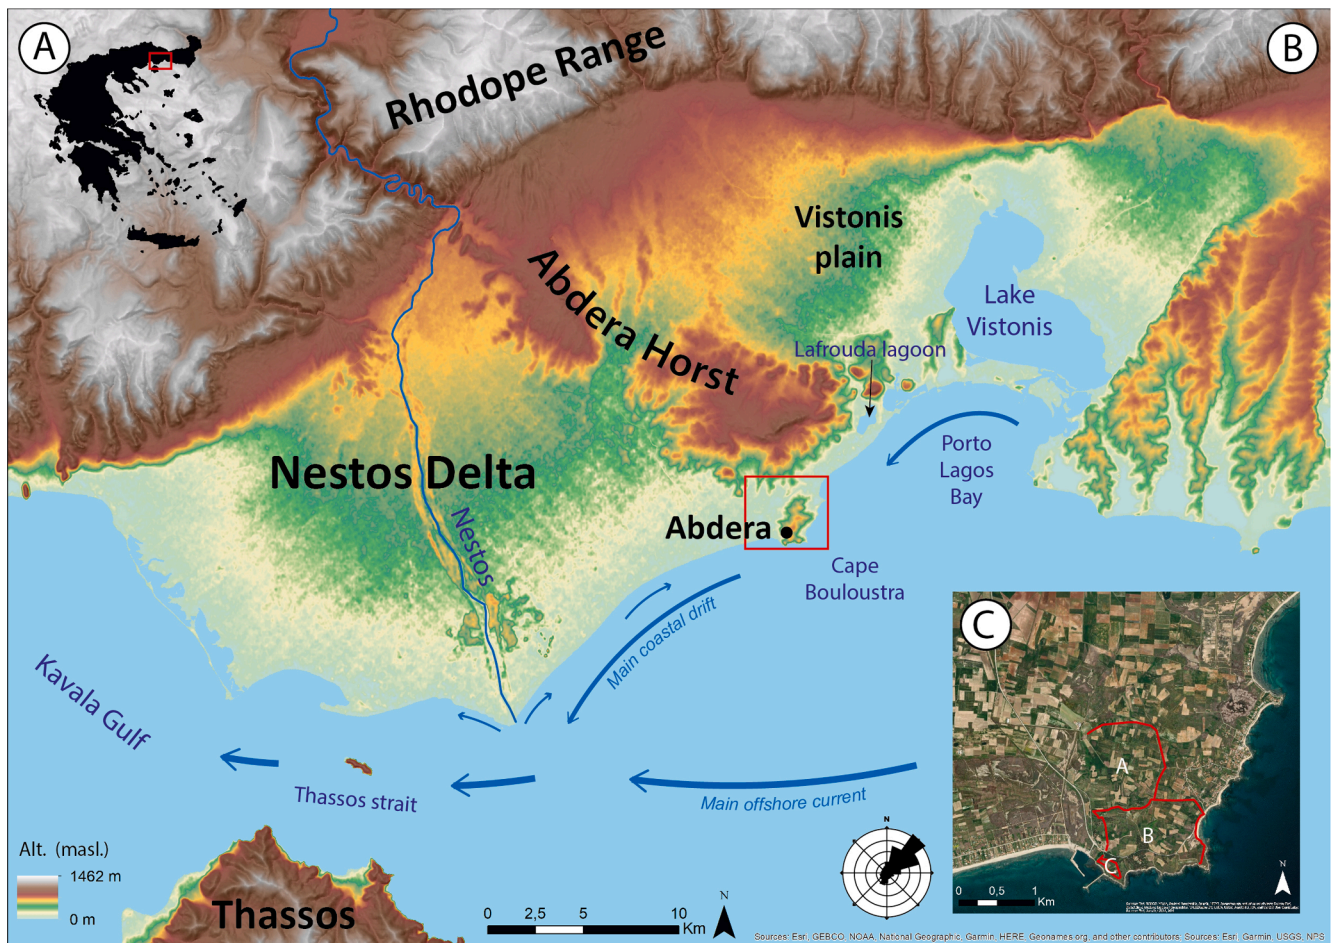 A
B
Rhodope Range
Vistonis
plain
Abdera Horst
Lake
Vistonis
Lafrouda lagoon
Porto
Lagos
Bay
Nestos Delta
Nestos
Abdera
Cape
Bouloustra
Main coastal drift
Kavala Gulf
Thassos strait
Main offshore current
C
A
B
C
N
0 0,5 1
Km
Alt. (masl.)
1462 m
0 m
Thassos
0 2,5 5 10
Km
N
N
Sources: Esri, GEBCO, NOAA, National Geographic, Garmin, HERE, Geonames.org, and other contributors, Sources: Esri, Garmin, USGS, NPS